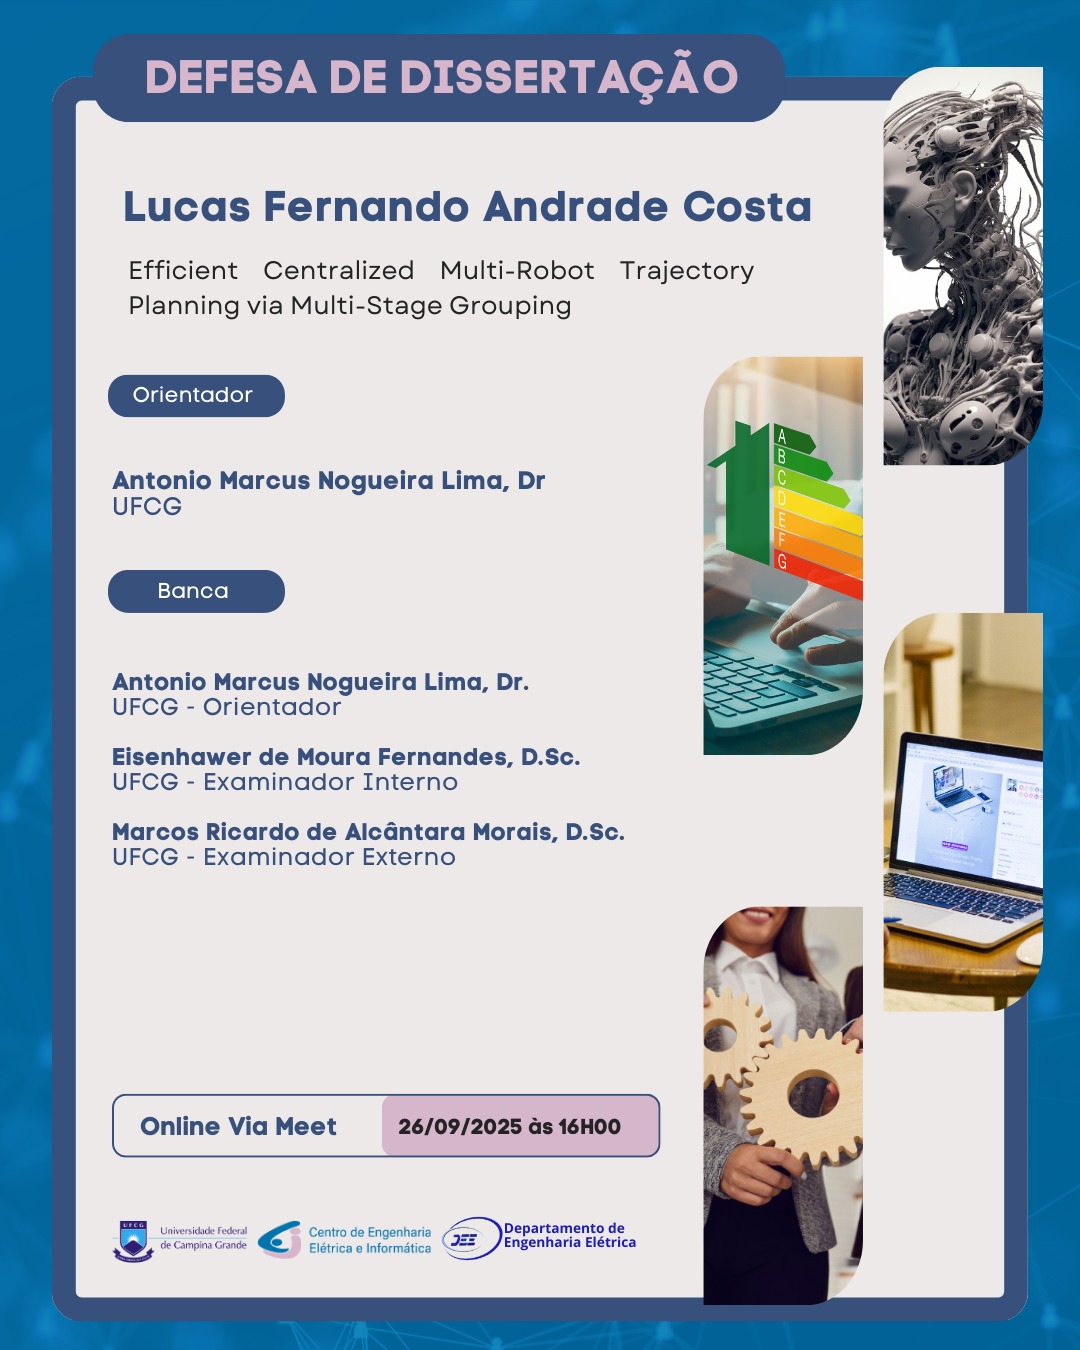 DEFESA DE DISSERTAÇÃO
Lucas Fernando Andrade Costa
Efficient Centralized Multi-Robot Trajectory
Planning via Multi-Stage Grouping
Orientador
Antonio Marcus Nogueira Lima, Dr
UFCG
Banca
Antonio Marcus Nogueira Lima, Dr.
UFCG - Orientador
Eisenhawer de Moura Fernandes, D.Sc.
UFCG - Examinador Interno
Marcos Ricardo de Alcântara Morais, D.Sc.
UFCG - Examinador Externo
A
B
C
D
E
F
G
Online Via Meet
26/09/2025 às 16H00
UFCG
Universidade Federal
de Campina Grande
Centro de Engenharia
Elétrica e Informática
DEE
Departamento de
Engenharia Elétrica